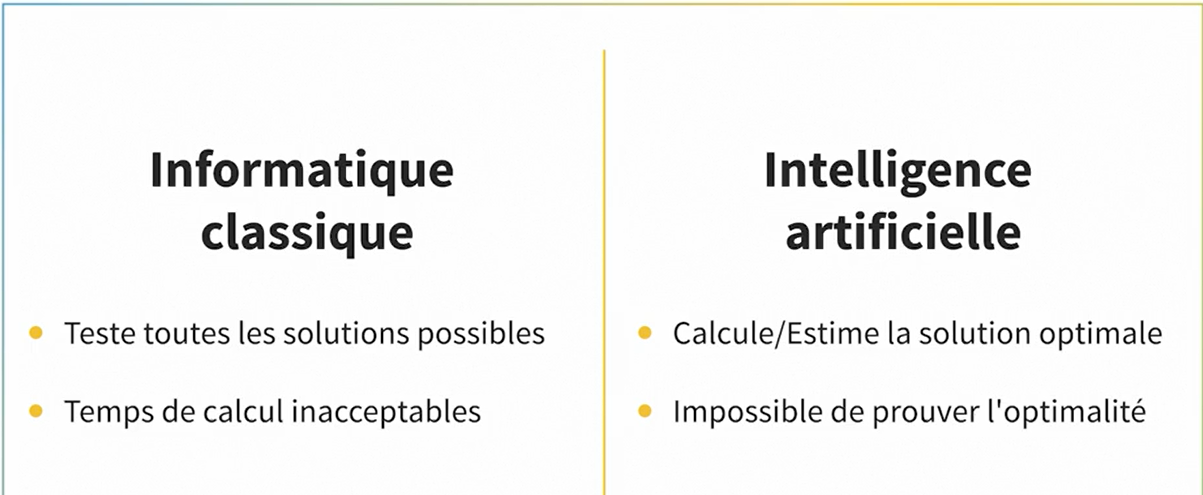 Informatique
classique
Teste toutes les solutions possibles
Temps de calcul inacceptables
Intelligence
artificielle
Calcule/Estime la solution optimale
Impossible de prouver l'optimalité